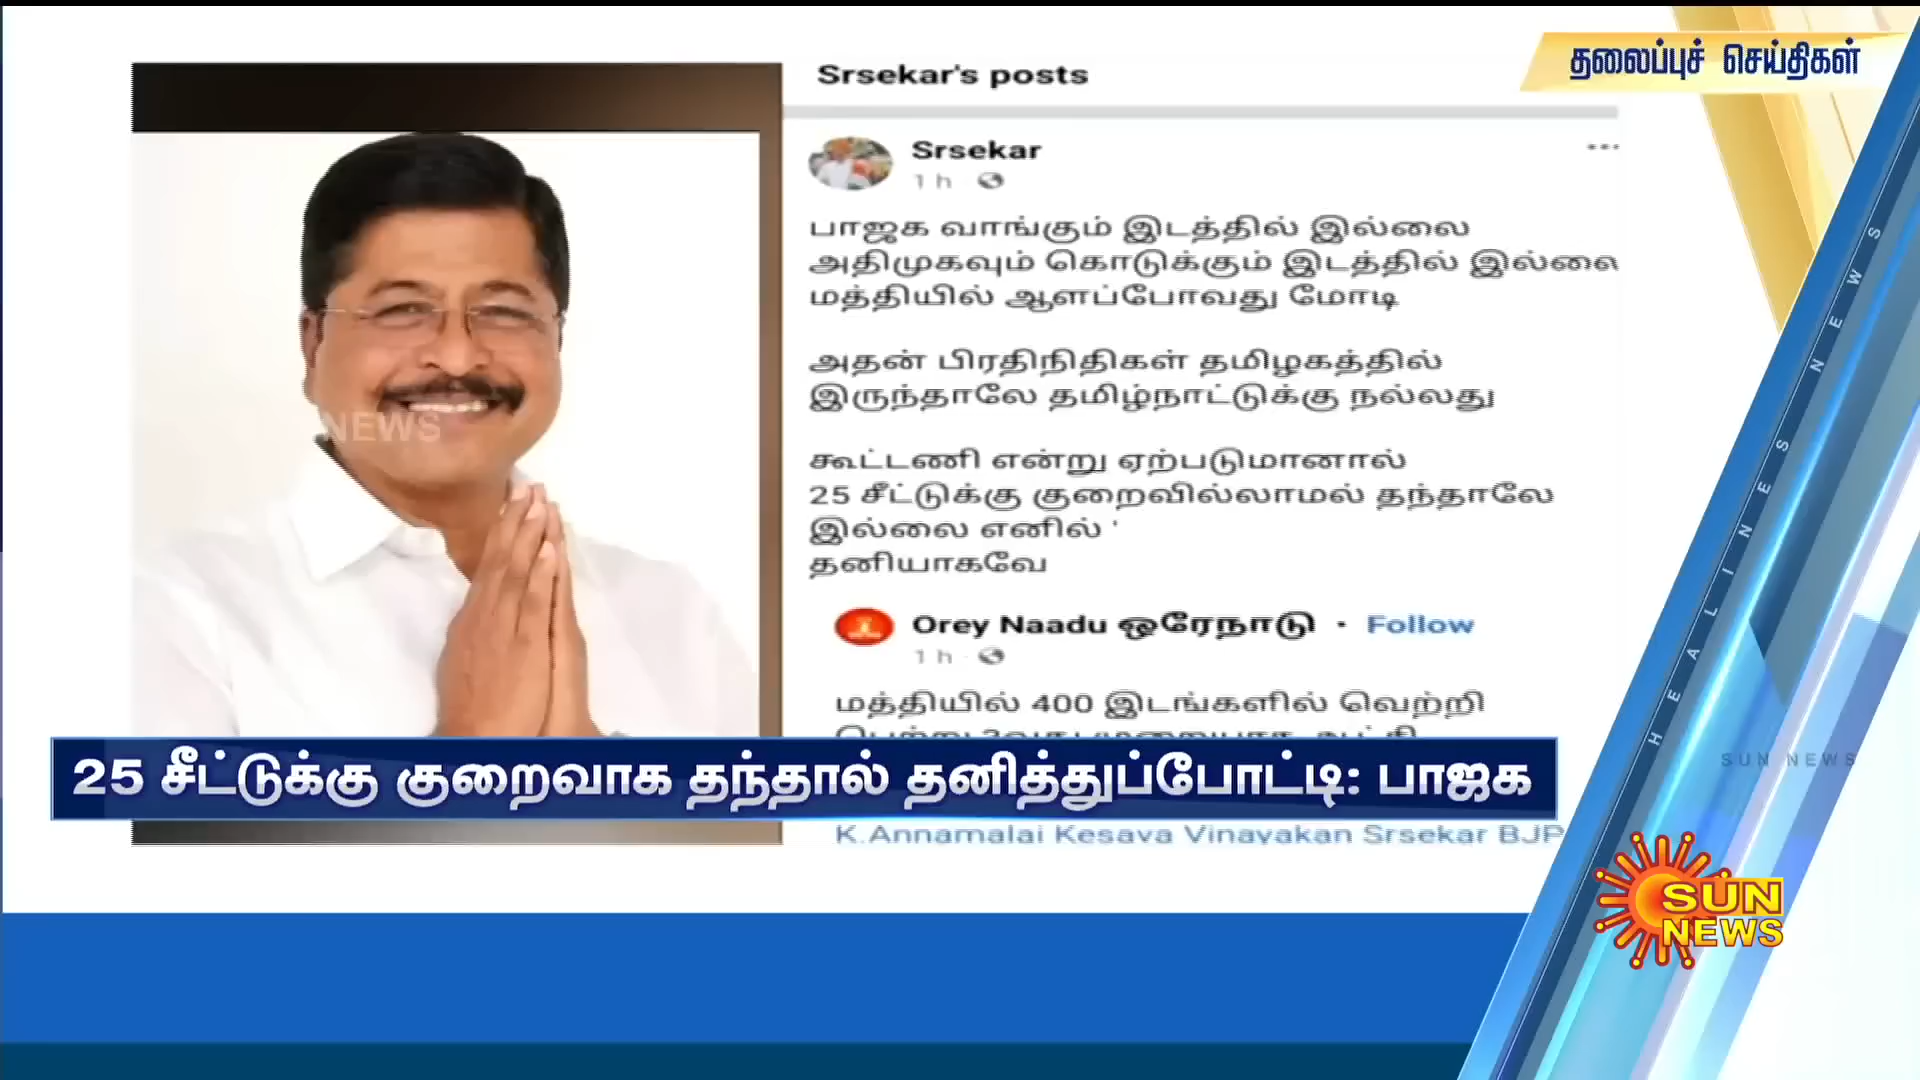 தலைப்புச் செய்திகள்
Srsekar's posts
Srsekar
1 h
பாஜக வாங்கும் இடத்தில் இல்லை
அதிமுகவும் கொடுக்கும் இடத்தில் இல்லை
மத்தியில் ஆளப்போவது மோடி
அதன் பிரதிநிதிகள் தமிழகத்தில்
இருந்தாலே தமிழ்நாட்டுக்கு நல்லது
கூட்டணி என்று ஏற்படுமானால்
25 சீட்டுக்கு குறைவில்லாமல் தந்தாலே
இல்லை எனில் '
தனியாகவே
Orey Naadu ஒரேநாடு · Follow
1 h
மத்தியில் 400 இடங்களில் வெற்றி
25 சீட்டுக்கு குறைவாக தந்தால் தனித்துப்போட்டி: பாஜக
K.Annamalai Kesava Vinayakan Srsekar BJP
NEWS
HEADLINES NEWS
SUN NEWS
SUN
NEWS